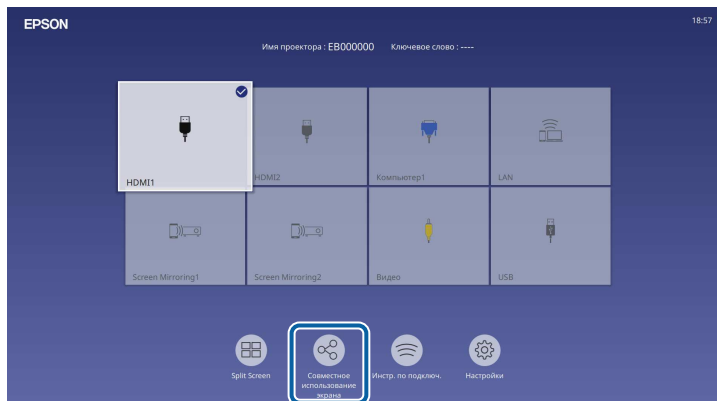 EPSON
18:57
Имя проектора : EB000000 Ключевое слово : ----
HDMI1
HDMI2
Компьютер1
LAN
Screen Mirroring1
Screen Mirroring2
Видео
USB
Split Screen
Совместное
использование
экрана
Инстр. по подключ.
Настройки